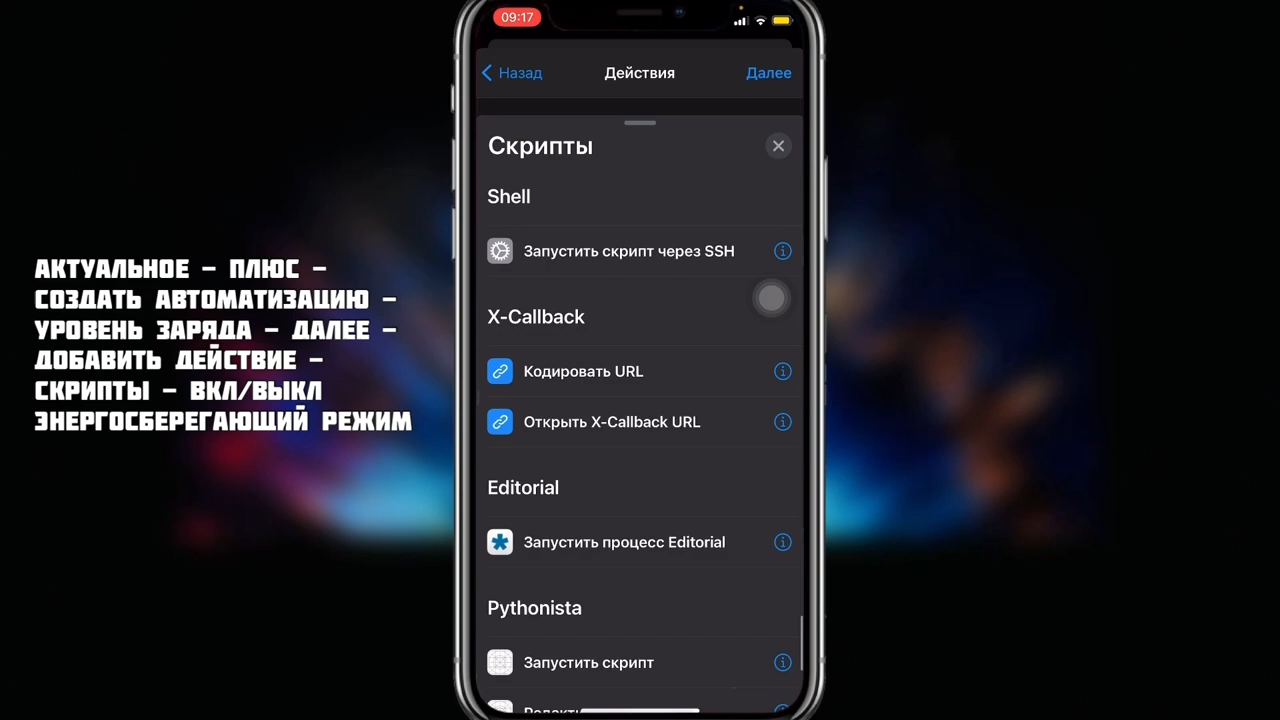 09:17
Назад
Действия
Далее
Скрипты
Shell
Запустить скрипт через SSH
X-Callback
Кодировать URL
Открыть X-Callback URL
Editorial
Запустить процесс Editorial
Pythonista
Запустить скрипт
АКТУАЛЬНОЕ – ПЛЮС –
СОЗДАТЬ АВТОМАТИЗАЦИЮ –
УРОВЕНЬ ЗАРЯДА – ДАЛЕЕ –
ДОБАВИТЬ ДЕЙСТВИЕ –
СКРИПТЫ – ВКЛ/ВЫКЛ
ЭНЕРГОСБЕРЕГАЮЩИЙ РЕЖИМ